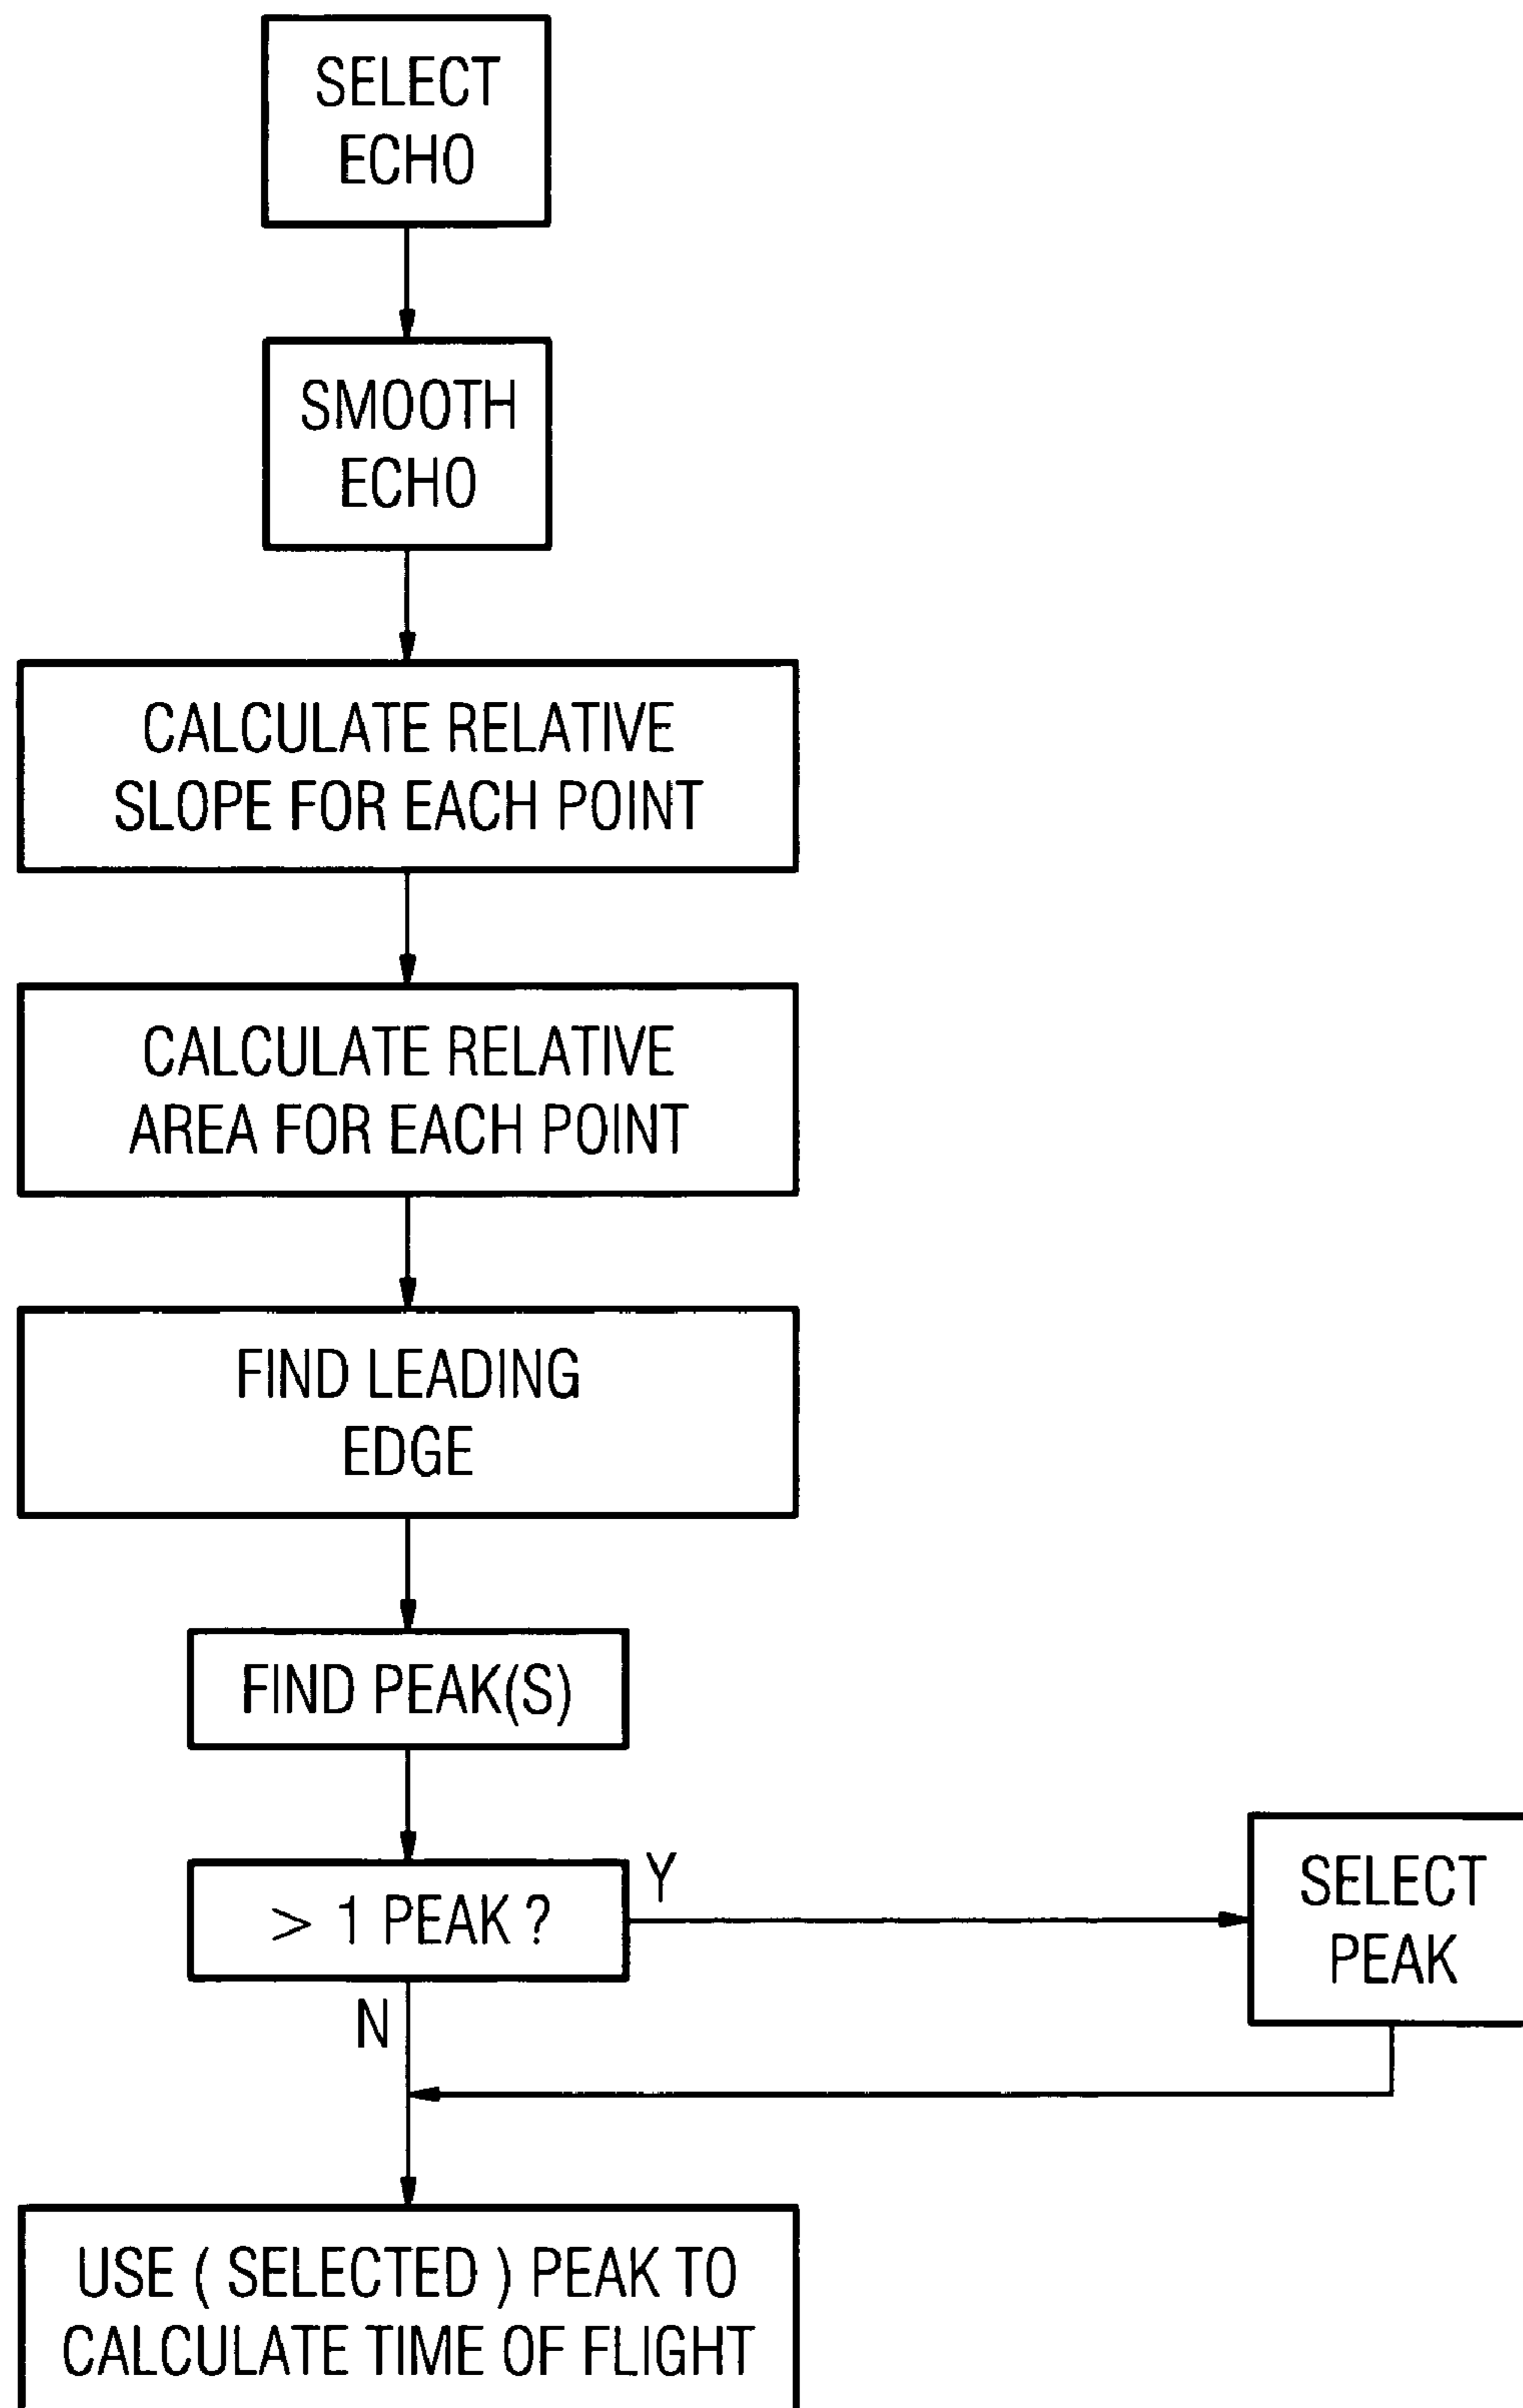 SELECT
ECHO
SMOOTH
ECHO
CALCULATE RELATIVE
SLOPE FOR EACH POINT
CALCULATE RELATIVE
AREA FOR EACH POINT
FIND LEADING
EDGE
FIND PEAK(S)
> 1 PEAK ?
Y
SELECT
PEAK
N
USE ( SELECTED ) PEAK TO
CALCULATE TIME OF FLIGHT